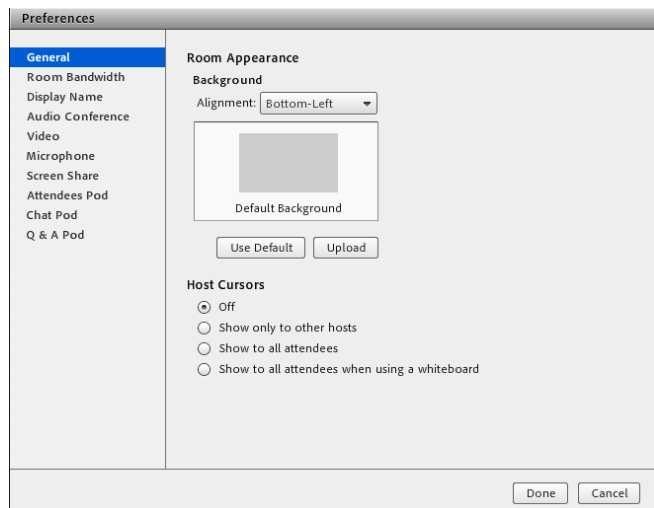 Preferences
General
Room Bandwidth
Display Name
Audio Conference
Video
Microphone
Screen Share
Attendees Pod
Chat Pod
Q & A Pod
Room Appearance
Background
Alignment: Bottom-Left
Default Background
Use Default Upload
Host Cursors
Off
Show only to other hosts
Show to all attendees
Show to all attendees when using a whiteboard
Done Cancel